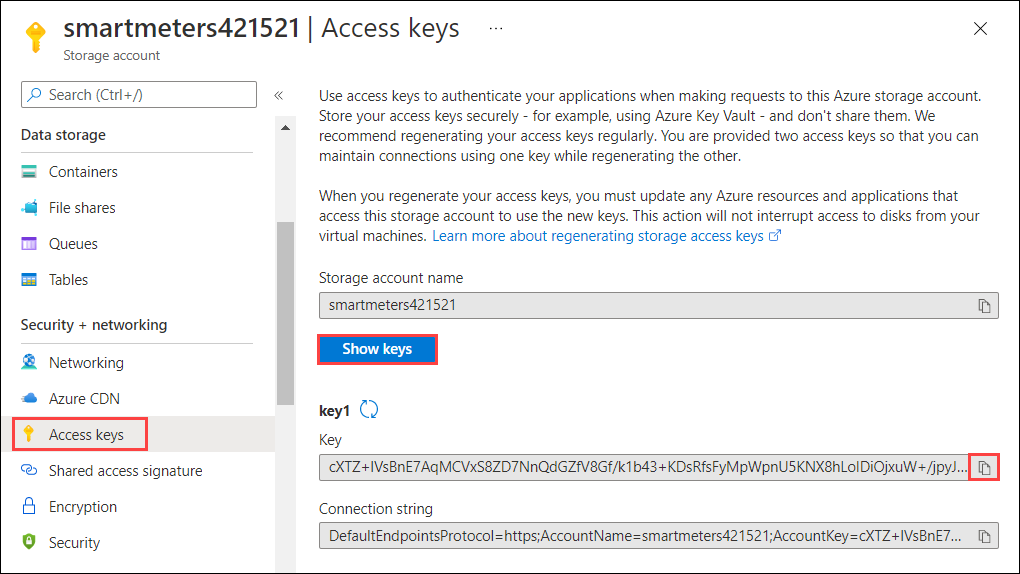 smartmeters421521 | Access keys ...
Storage account
Search (Ctrl+/)
«
Data storage
Containers
File shares
Queues
Tables
Security + networking
Networking
Azure CDN
Access keys
Shared access signature
Encryption
Security
Use access keys to authenticate your applications when making requests to this Azure storage account.
Store your access keys securely - for example, using Azure Key Vault - and don't share them. We
recommend regenerating your access keys regularly. You are provided two access keys so that you can
maintain connections using one key while regenerating the other.
When you regenerate your access keys, you must update any Azure resources and applications that
access this storage account to use the new keys. This action will not interrupt access to disks from your
virtual machines. Learn more about regenerating storage access keys
Storage account name
smartmeters421521
Show keys
key1
Key
cXTZ+IVsBnE7AqMCVxS8ZD7NnQdGZfV8Gf/k1b43+KDsRfsFyMpWpnU5KNX8hLoIDiOjxuW+/jpyJ...
Connection string
DefaultEndpointsProtocol=https;AccountName=smartmeters421521;AccountKey=cXTZ+IVsBnE7...